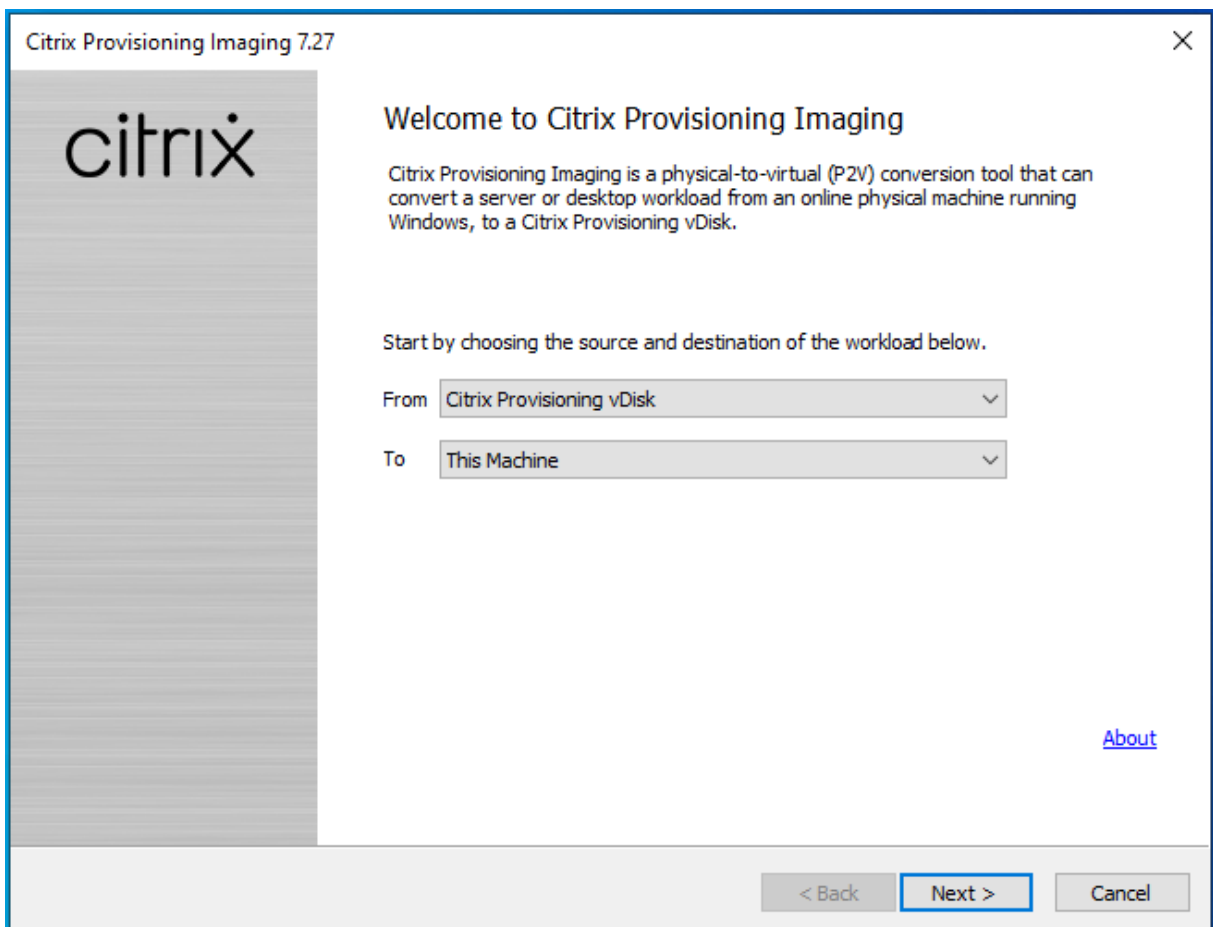 Citrix Provisioning Imaging 7.27
citrix
Welcome to Citrix Provisioning Imaging
Citrix Provisioning Imaging is a physical-to-virtual (P2V) conversion tool that can
convert a server or desktop workload from an online physical machine running
Windows, to a Citrix Provisioning vDisk.
Start by choosing the source and destination of the workload below.
From Citrix Provisioning vDisk
To This Machine
About
< Back Next > Cancel